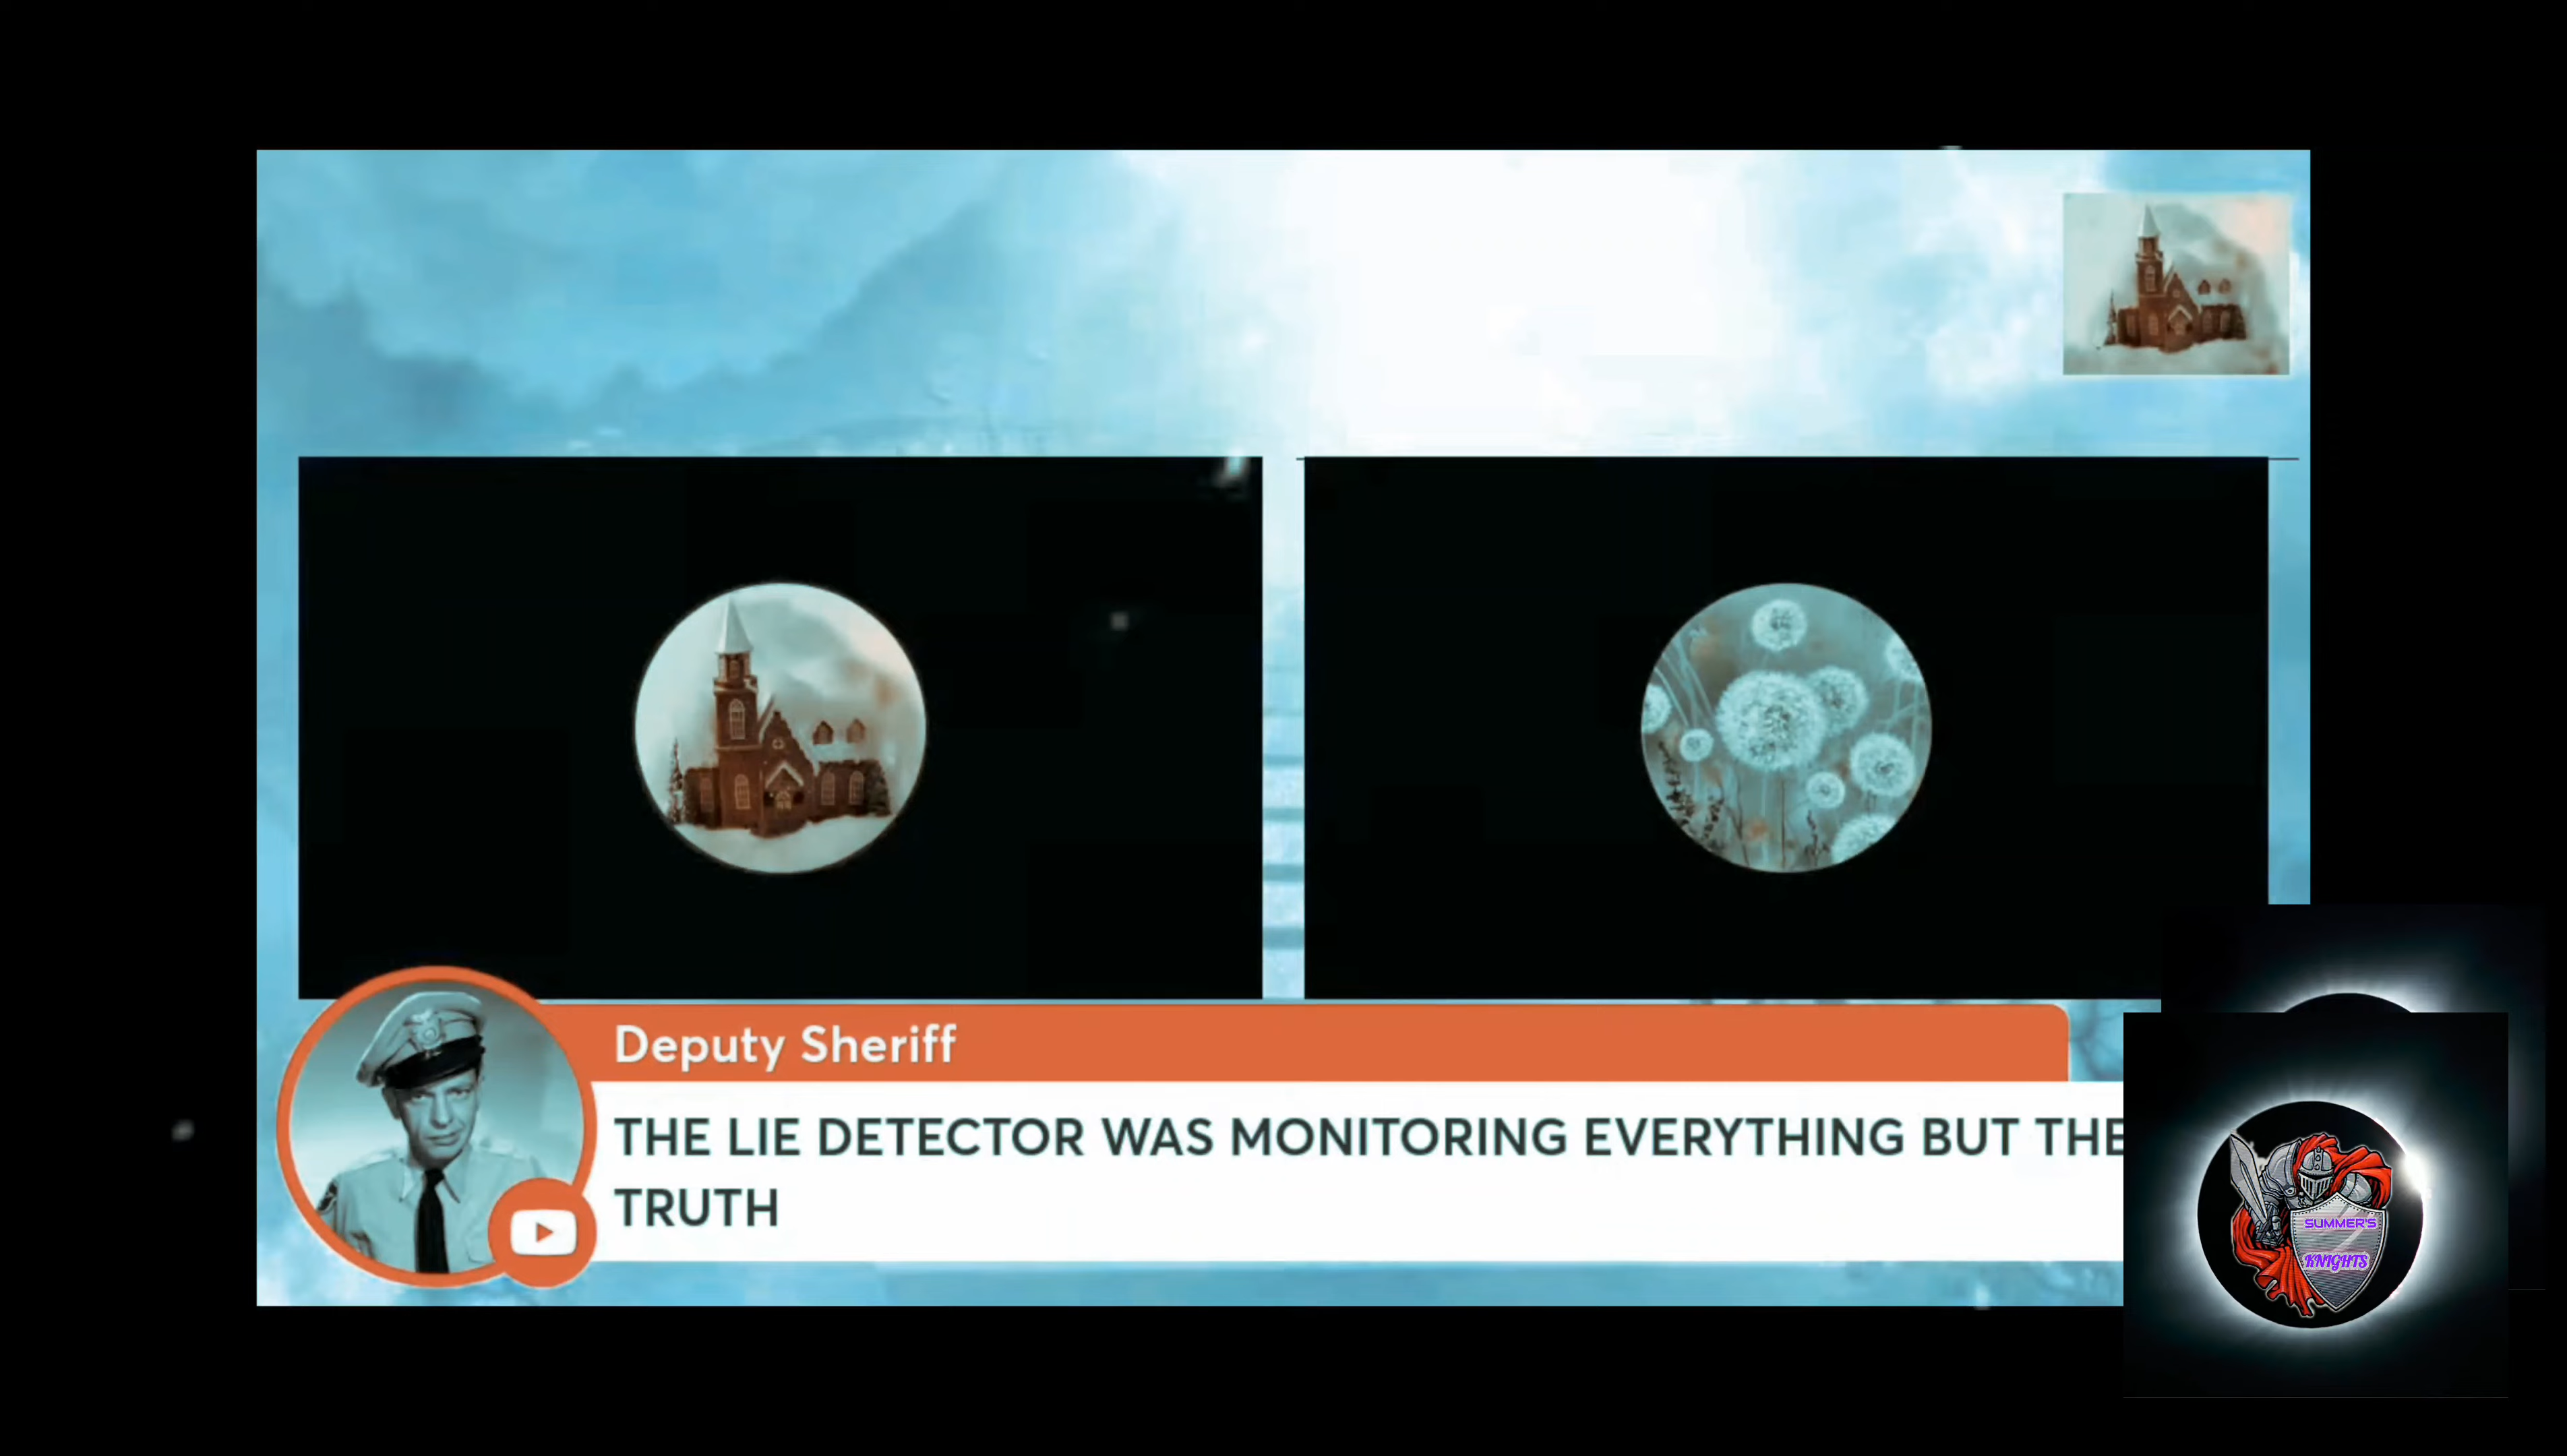 Deputy Sheriff
THE LIE DETECTOR WAS MONITORING EVERYTHING BUT THE
TRUTH
SUMMER'S
KNIGHTS